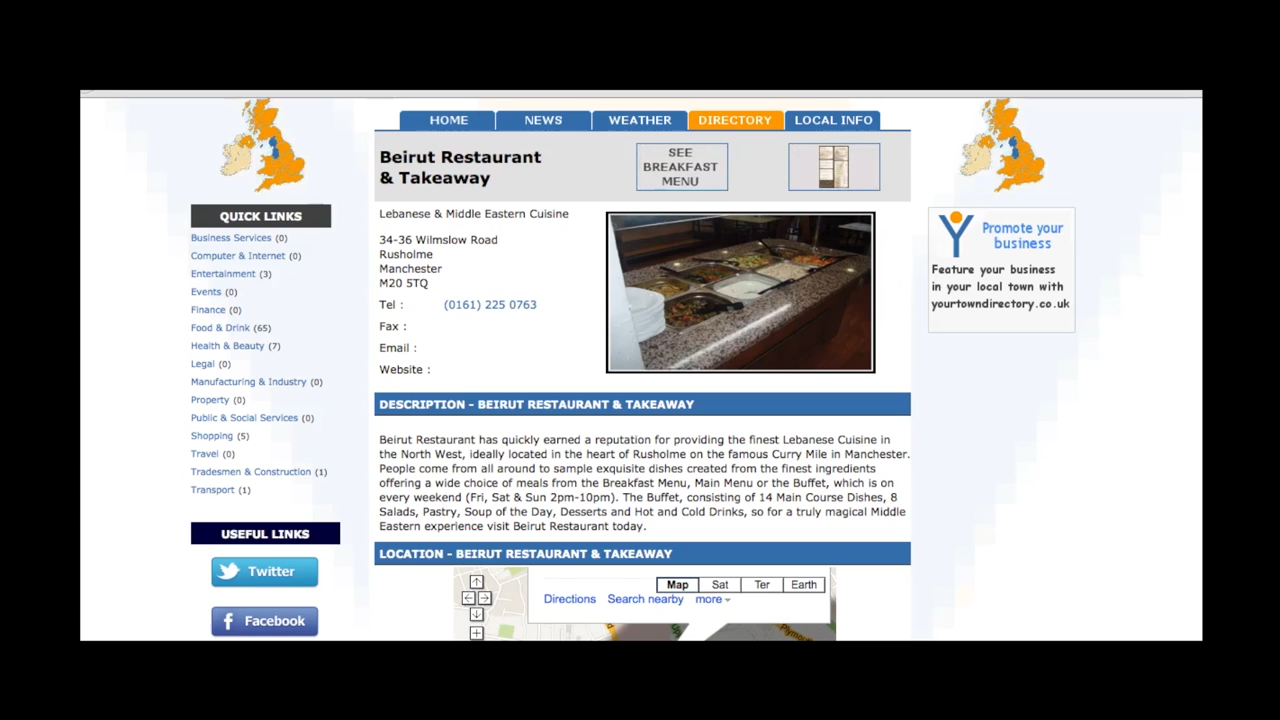 HOME NEWS WEATHER DIRECTORY LOCAL INFO
Beirut Restaurant
& Takeaway
SEE
BREAKFAST
MENU
QUICK LINKS
Business Services (0)
Computer & Internet (0)
Entertainment (3)
Events (0)
Finance (0)
Food & Drink (65)
Health & Beauty (7)
Legal (0)
Manufacturing & Industry (0)
Property (0)
Public & Social Services (0)
Shopping (5)
Travel (0)
Tradesmen & Construction (1)
Transport (1)
USEFUL LINKS
Twitter
Facebook
Lebanese & Middle Eastern Cuisine
34-36 Wilmslow Road
Rusholme
Manchester
M20 5TQ
Tel : (0161) 225 0763
Fax :
Email :
Website :
DESCRIPTION - BEIRUT RESTAURANT & TAKEAWAY
Beirut Restaurant has quickly earned a reputation for providing the finest Lebanese Cuisine in
the North West, ideally located in the heart of Rusholme on the famous Curry Mile in Manchester.
People come from all around to sample exquisite dishes created from the finest ingredients
offering a wide choice of meals from the Breakfast Menu, Main Menu or the Buffet, which is on
every weekend (Fri, Sat & Sun 2pm-10pm). The Buffet, consisting of 14 Main Course Dishes, 8
Salads, Pastry, Soup of the Day, Desserts and Hot and Cold Drinks, so for a truly magical Middle
Eastern experience visit Beirut Restaurant today.
LOCATION - BEIRUT RESTAURANT & TAKEAWAY
Map Sat Ter Earth
Directions Search nearby more
Promote your
business
Feature your business
in your local town with
yourtowndirectory.co.uk